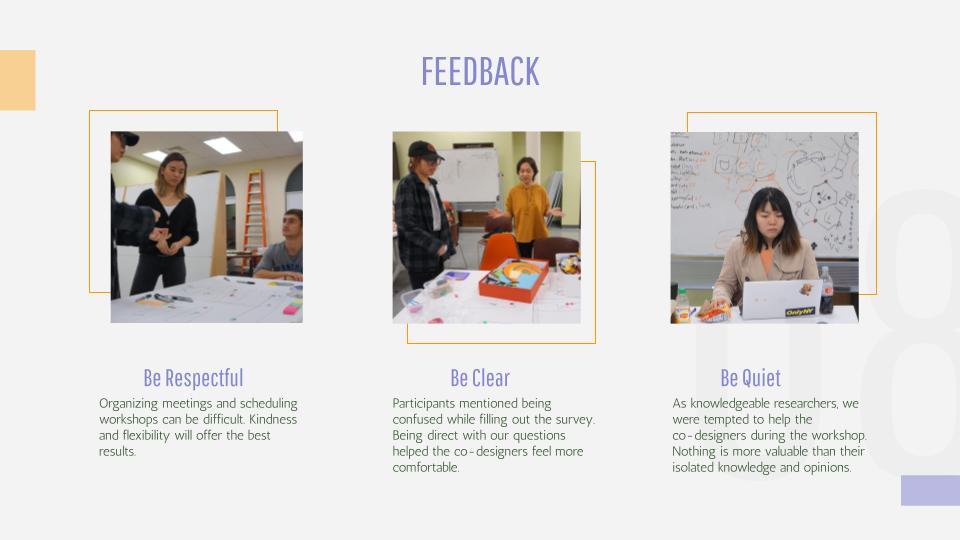 FEEDBACK
Be Respectful
Organizing meetings and scheduling
workshops can be difficult. Kindness
and flexibility will offer the best
results.
Be Clear
Participants mentioned being
confused while filling out the survey.
Being direct with our questions
helped the co-designers feel more
comfortable.
Be Quiet
As knowledgeable researchers, we
were tempted to help the
co-designers during the workshop.
Nothing is more valuable than their
isolated knowledge and opinions.
08
OnlyNY